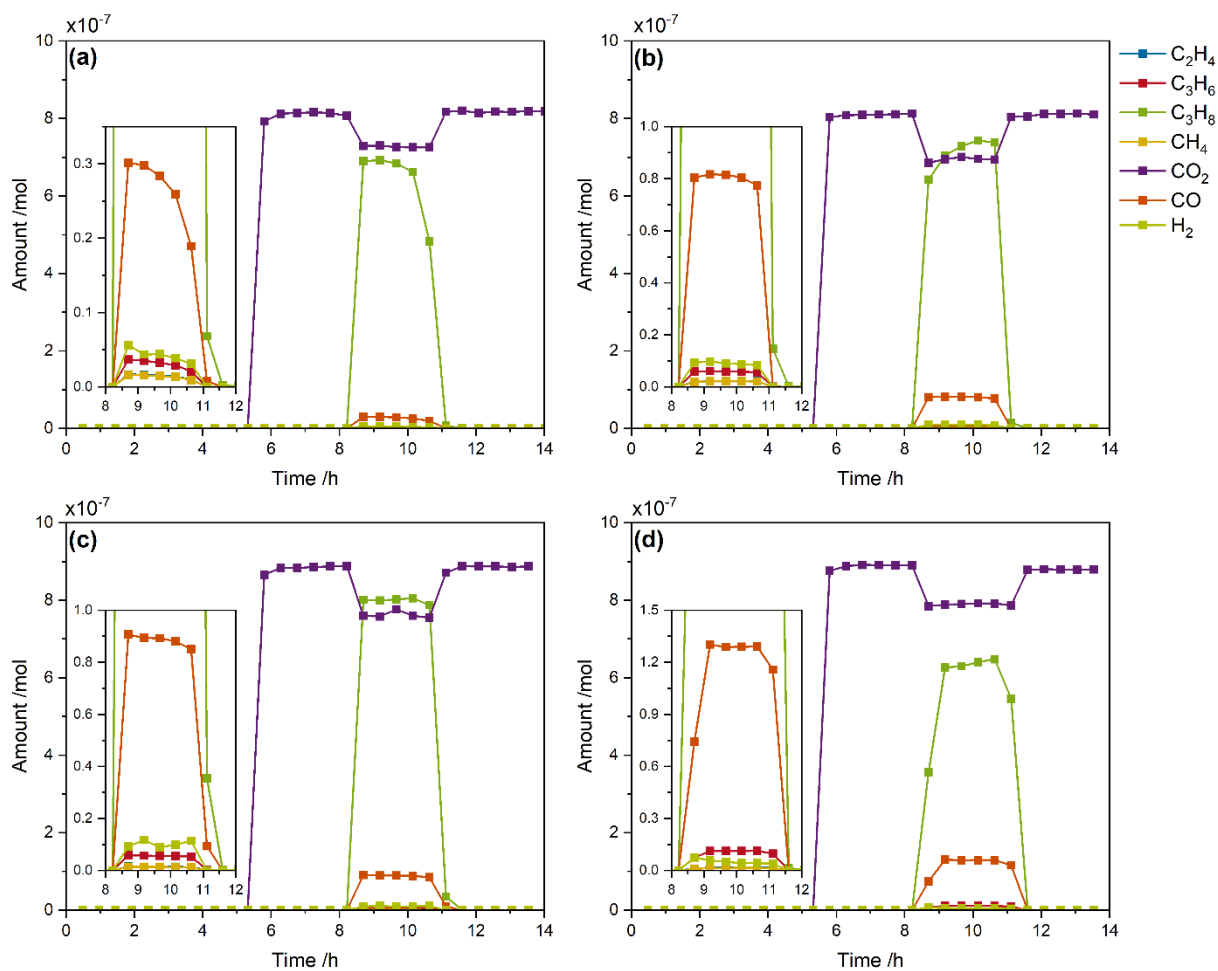 x10-7
(a)
10
8
6
4
2
0
Amount /mol
0 2 4 6 8 10 12 14
Time /h
0.3
0.2
0.1
0.0
8 9 10 11 12
x10-7
(b)
10
8
6
4
2
0
Amount /mol
0 2 4 6 8 10 12 14
Time /h
1.0
0.8
0.6
0.4
0.2
0.0
8 9 10 11 12
C2H4
C3H6
C3H8
CH4
CO2
CO
H2
x10-7
(c)
10
8
6
4
2
0
Amount /mol
0 2 4 6 8 10 12 14
Time /h
1.0
0.8
0.6
0.4
0.2
0.0
8 9 10 11 12
x10-7
(d)
10
8
6
4
2
0
Amount /mol
0 2 4 6 8 10 12 14
Time /h
1.5
1.2
0.9
0.6
0.3
0.0
8 9 10 11 12